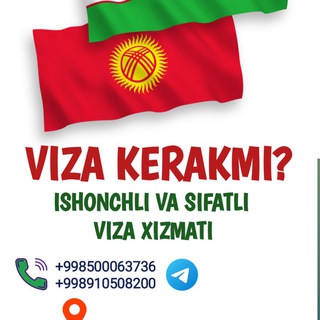 VIZA KERAKMI?
ISHONCHLI VA SIFATLI
VIZA XIZMATI
+998500063736
+998910508200